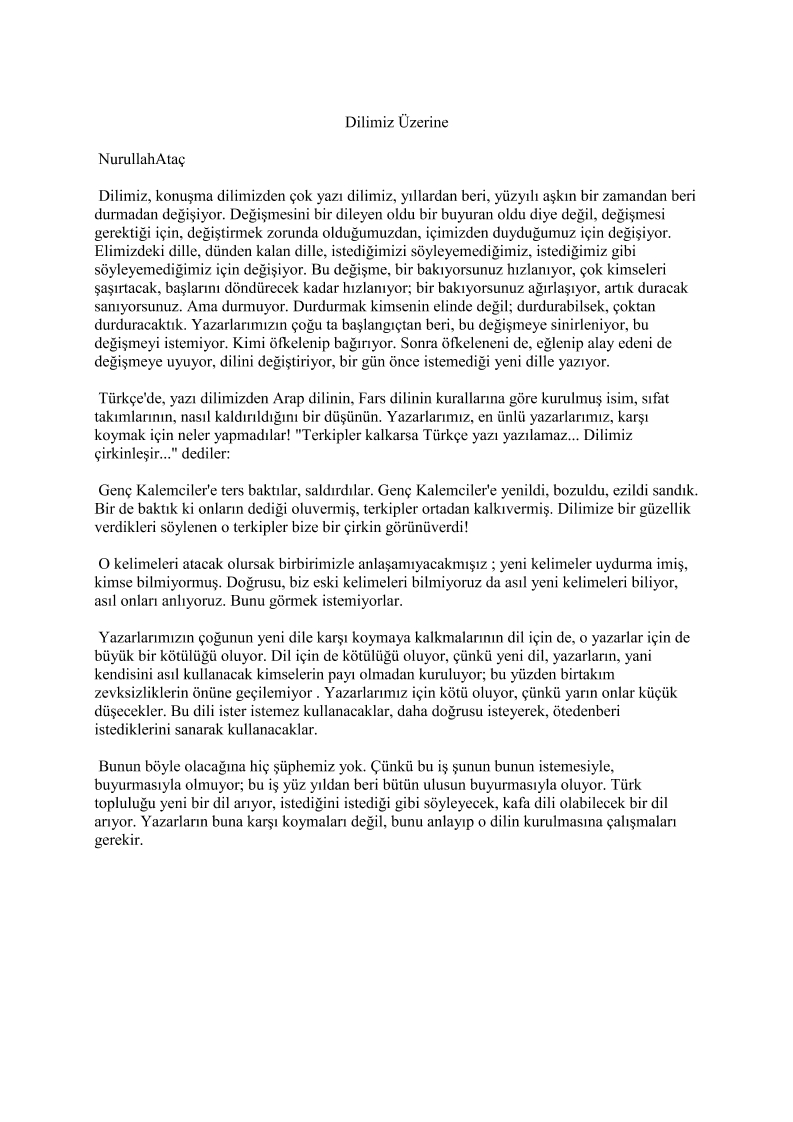 Dilimiz Üzerine
NurullahAtaç
Dilimiz, konuşma dilimizden çok yazı dilimiz, yıllardan beri, yüzyılı aşkın bir zamandan beri
durmadan değişiyor. Değişmesini bir dileyen oldu bir buyuran oldu diye değil, değişmesi
gerektiği için, değiştirmek zorunda olduğumuzdan, içimizden duyduğumuz için değişiyor.
Elimizdeki dille, dünden kalan dille, istediğimizi söyleyemediğimiz, istediğimiz gibi
söyleyemediğimiz için değişiyor. Bu değişme, bir bakıyorsunuz hızlanıyor, çok kimseleri
şaşırtacak, başlarını döndürecek kadar hızlanıyor; bir bakıyorsunuz ağırlaşıyor, artık duracak
sanıyorsunuz. Ama durmuyor. Durdurmak kimsenin elinde değil; durdurabilsek, çoktan
durduracaktık. Yazarlarımızın çoğu ta başlangıçtan beri, bu değişmeye sinirleniyor, bu
değişmeyi istemiyor. Kimi öfkelenip bağırıyor. Sonra öfkeleneni de, eğlenip alay edeni de
değişmeye uyuyor, dilini değiştiriyor, bir gün önce istemediği yeni dille yazıyor.
Türkçe'de, yazı dilimizden Arap dilinin, Fars dilinin kurallarına göre kurulmuş isim, sıfat
takımlarının, nasıl kaldırıldığını bir düşünün. Yazarlarımız, en ünlü yazarlarımız, karşı
koymak için neler yapmadılar! "Terkipler kalkarsa Türkçe yazı yazılamaz... Dilimiz
çirkinleşir..." dediler:
Genç Kalemciler'e ters baktılar, saldırdılar. Genç Kalemciler'e yenildi, bozuldu, ezildi sandık.
Bir de baktık ki onların dediği oluvermiş, terkipler ortadan kalkıvermiş. Dilimize bir güzellik
verdikleri söylenen o terkipler bize bir çirkin görünüverdi!
O kelimeleri atacak olursak birbirimizle anlaşamıyacakmışız ; yeni kelimeler uydurma imiş,
kimse bilmiyormuş. Doğrusu, biz eski kelimeleri bilmiyoruz da asıl yeni kelimeleri biliyor,
asıl onları anlıyoruz. Bunu görmek istemiyorlar.
Yazarlarımızın çoğunun yeni dile karşı koymaya kalkmalarının dil için de, o yazarlar için de
büyük bir kötülüğü oluyor. Dil için de kötülüğü oluyor, çünkü yeni dil, yazarların, yani
kendisini asıl kullanacak kimselerin payı olmadan kuruluyor; bu yüzden birtakım
zevksizliklerin önüne geçilemiyor . Yazarlarımız için kötü oluyor, çünkü yarın onlar küçük
düşecekler. Bu dili ister istemez kullanacaklar, daha doğrusu isteyerek, ötedenberi
istediklerini sanarak kullanacaklar.
Bunun böyle olacağına hiç şüphemiz yok. Çünkü bu iş şunun bunun istemesiyle,
buyurmasıyla olmuyor; bu iş yüz yıldan beri bütün ulusun buyurmasıyla oluyor. Türk
topluluğu yeni bir dil arıyor, istediğini istediği gibi söyleyecek, kafa dili olabilecek bir dil
arıyor. Yazarların buna karşı koymaları değil, bunu anlayıp o dilin kurulmasına çalışmaları
gerekir.